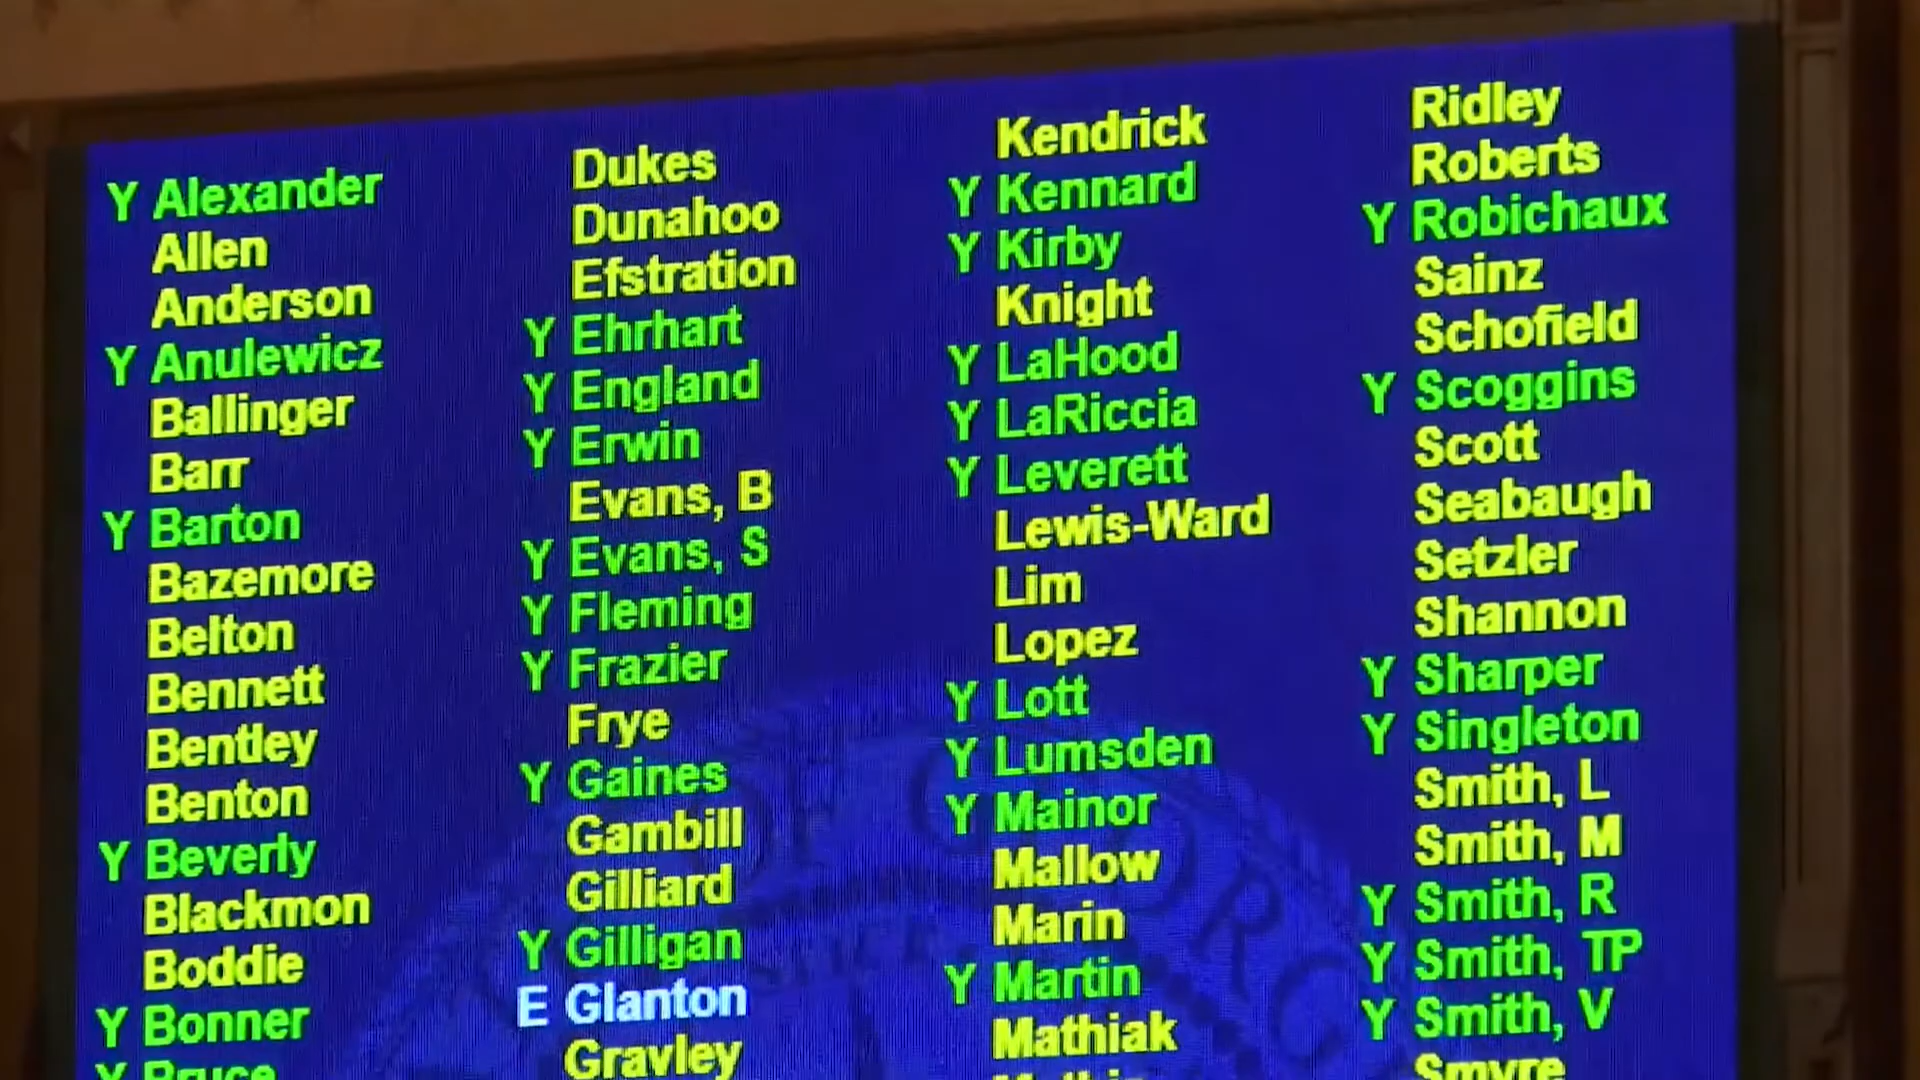 Y Alexander
Allen
Anderson
Y Anulewicz
Ballinger
Barr
Y Barton
Bazemore
Belton
Bennett
Bentley
Benton
Y Beverly
Blackmon
Boddie
Y Bonner
Y Bruce
Dukes
Dunahoo
Efstration
Y Ehrhart
Y England
Y Erwin
Evans, B
Y Evans, S
Y Fleming
Y Frazier
Frye
Y Gaines
Gambill
Gilliard
Y Gilligan
E Glanton
Gravley
Kendrick
Y Kennard
Y Kirby
Knight
Y LaHood
Y LaRiccia
Y Leverett
Lewis-Ward
Lim
Lopez
Y Lott
Y Lumsden
Y Mainor
Mallow
Marin
Y Martin
Mathiak
Ridley
Roberts
Y Robichaux
Sainz
Schofield
Y Scoggins
Scott
Seabaugh
Setzler
Shannon
Y Sharper
Y Singleton
Smith, L
Smith, M
Y Smith, R
Y Smith, TP
Y Smith, V
Smyre
OF